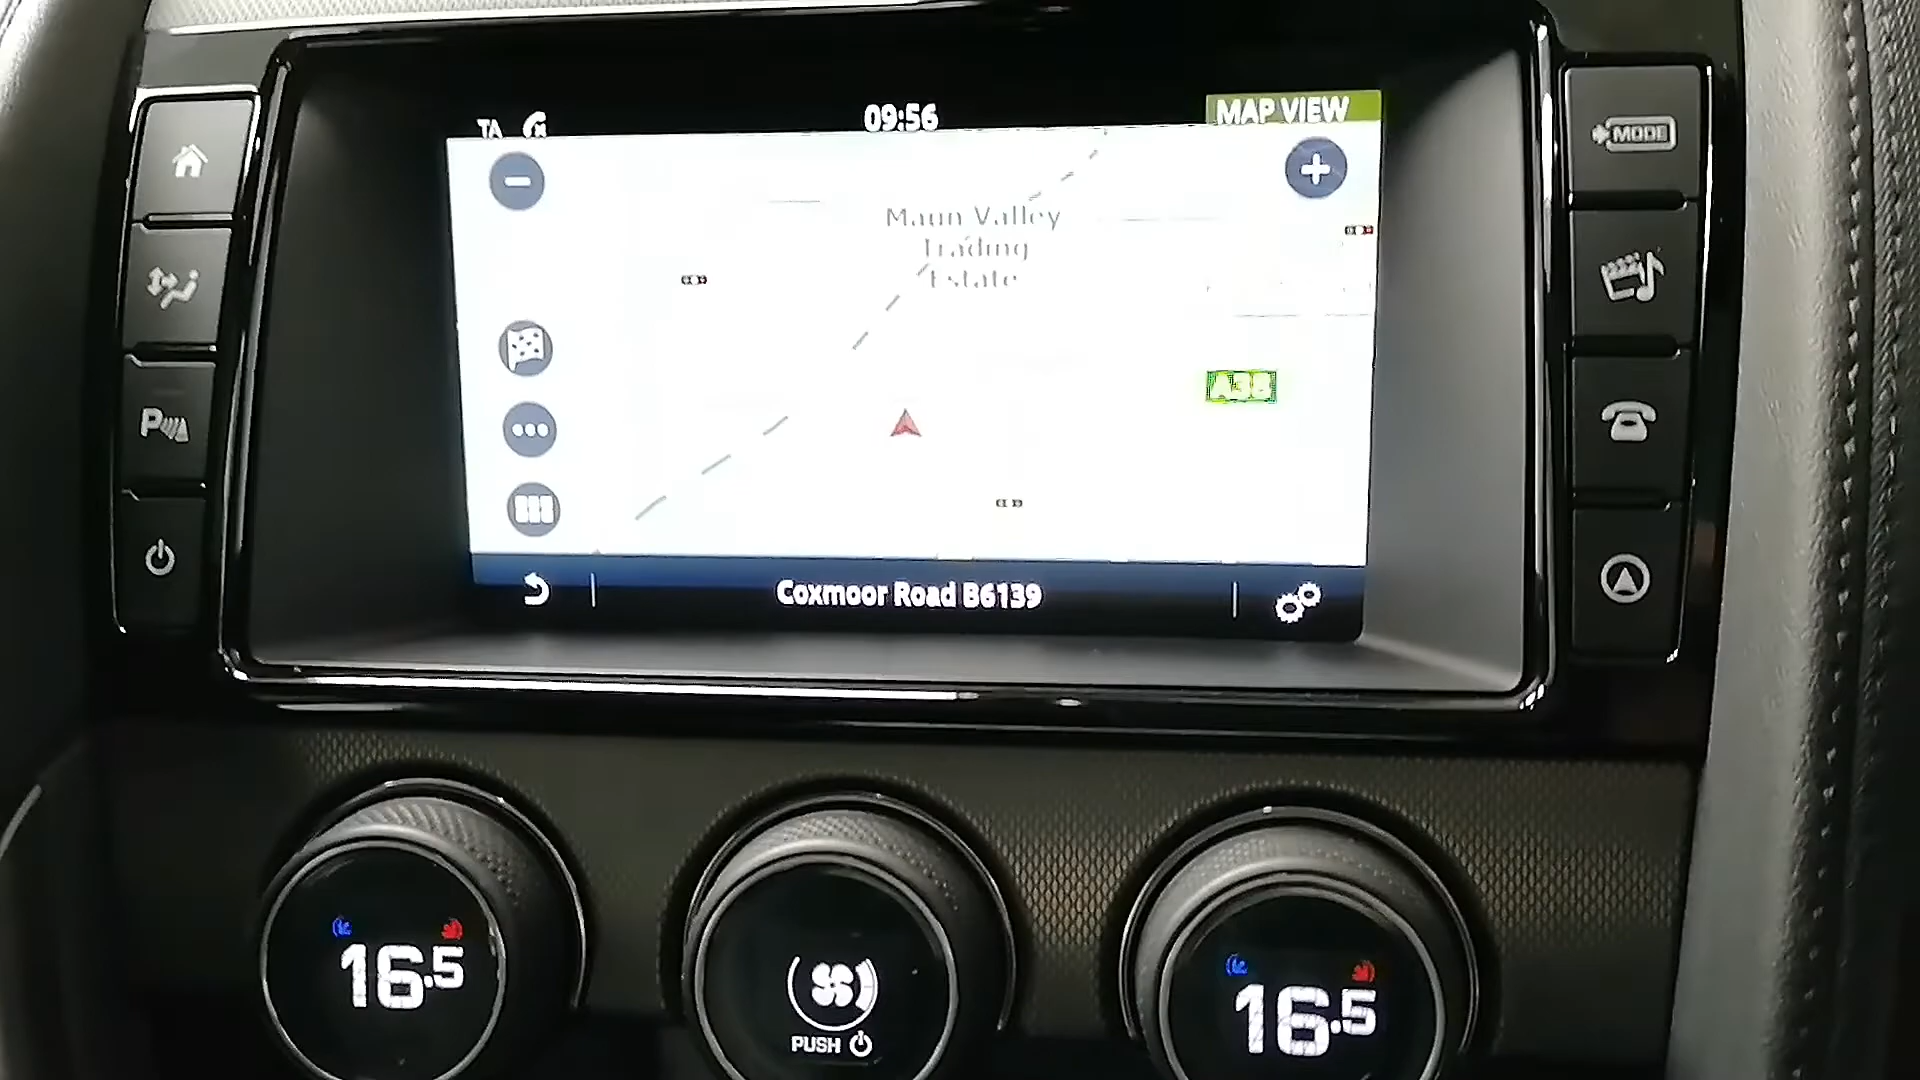 TA
09:56
MAP VIEW
MODE
Maun Valley
Trading
Estate
A38
P
Coxmoor Road B6139
16.5
PUSH
16.5